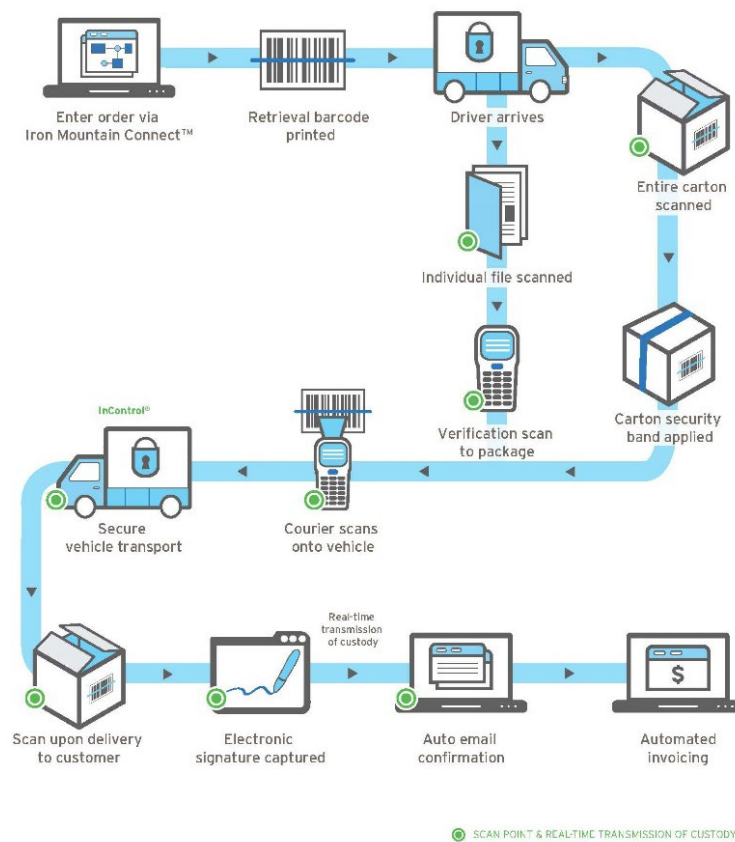 Enter order via
Iron Mountain Connect™
Retrieval barcode
printed
Driver arrives
Entire carton
scanned
Individual file scanned
Verification scan
to package
Carton security
band applied
InControl®
Secure
vehicle transport
Courier scans
onto vehicle
Scan upon delivery
to customer
Electronic
signature captured
Real-time
transmission
of custody
Auto email
confirmation
$
Automated
invoicing
SCAN POINT & REAL-TIME TRANSMISSION OF CUSTODY